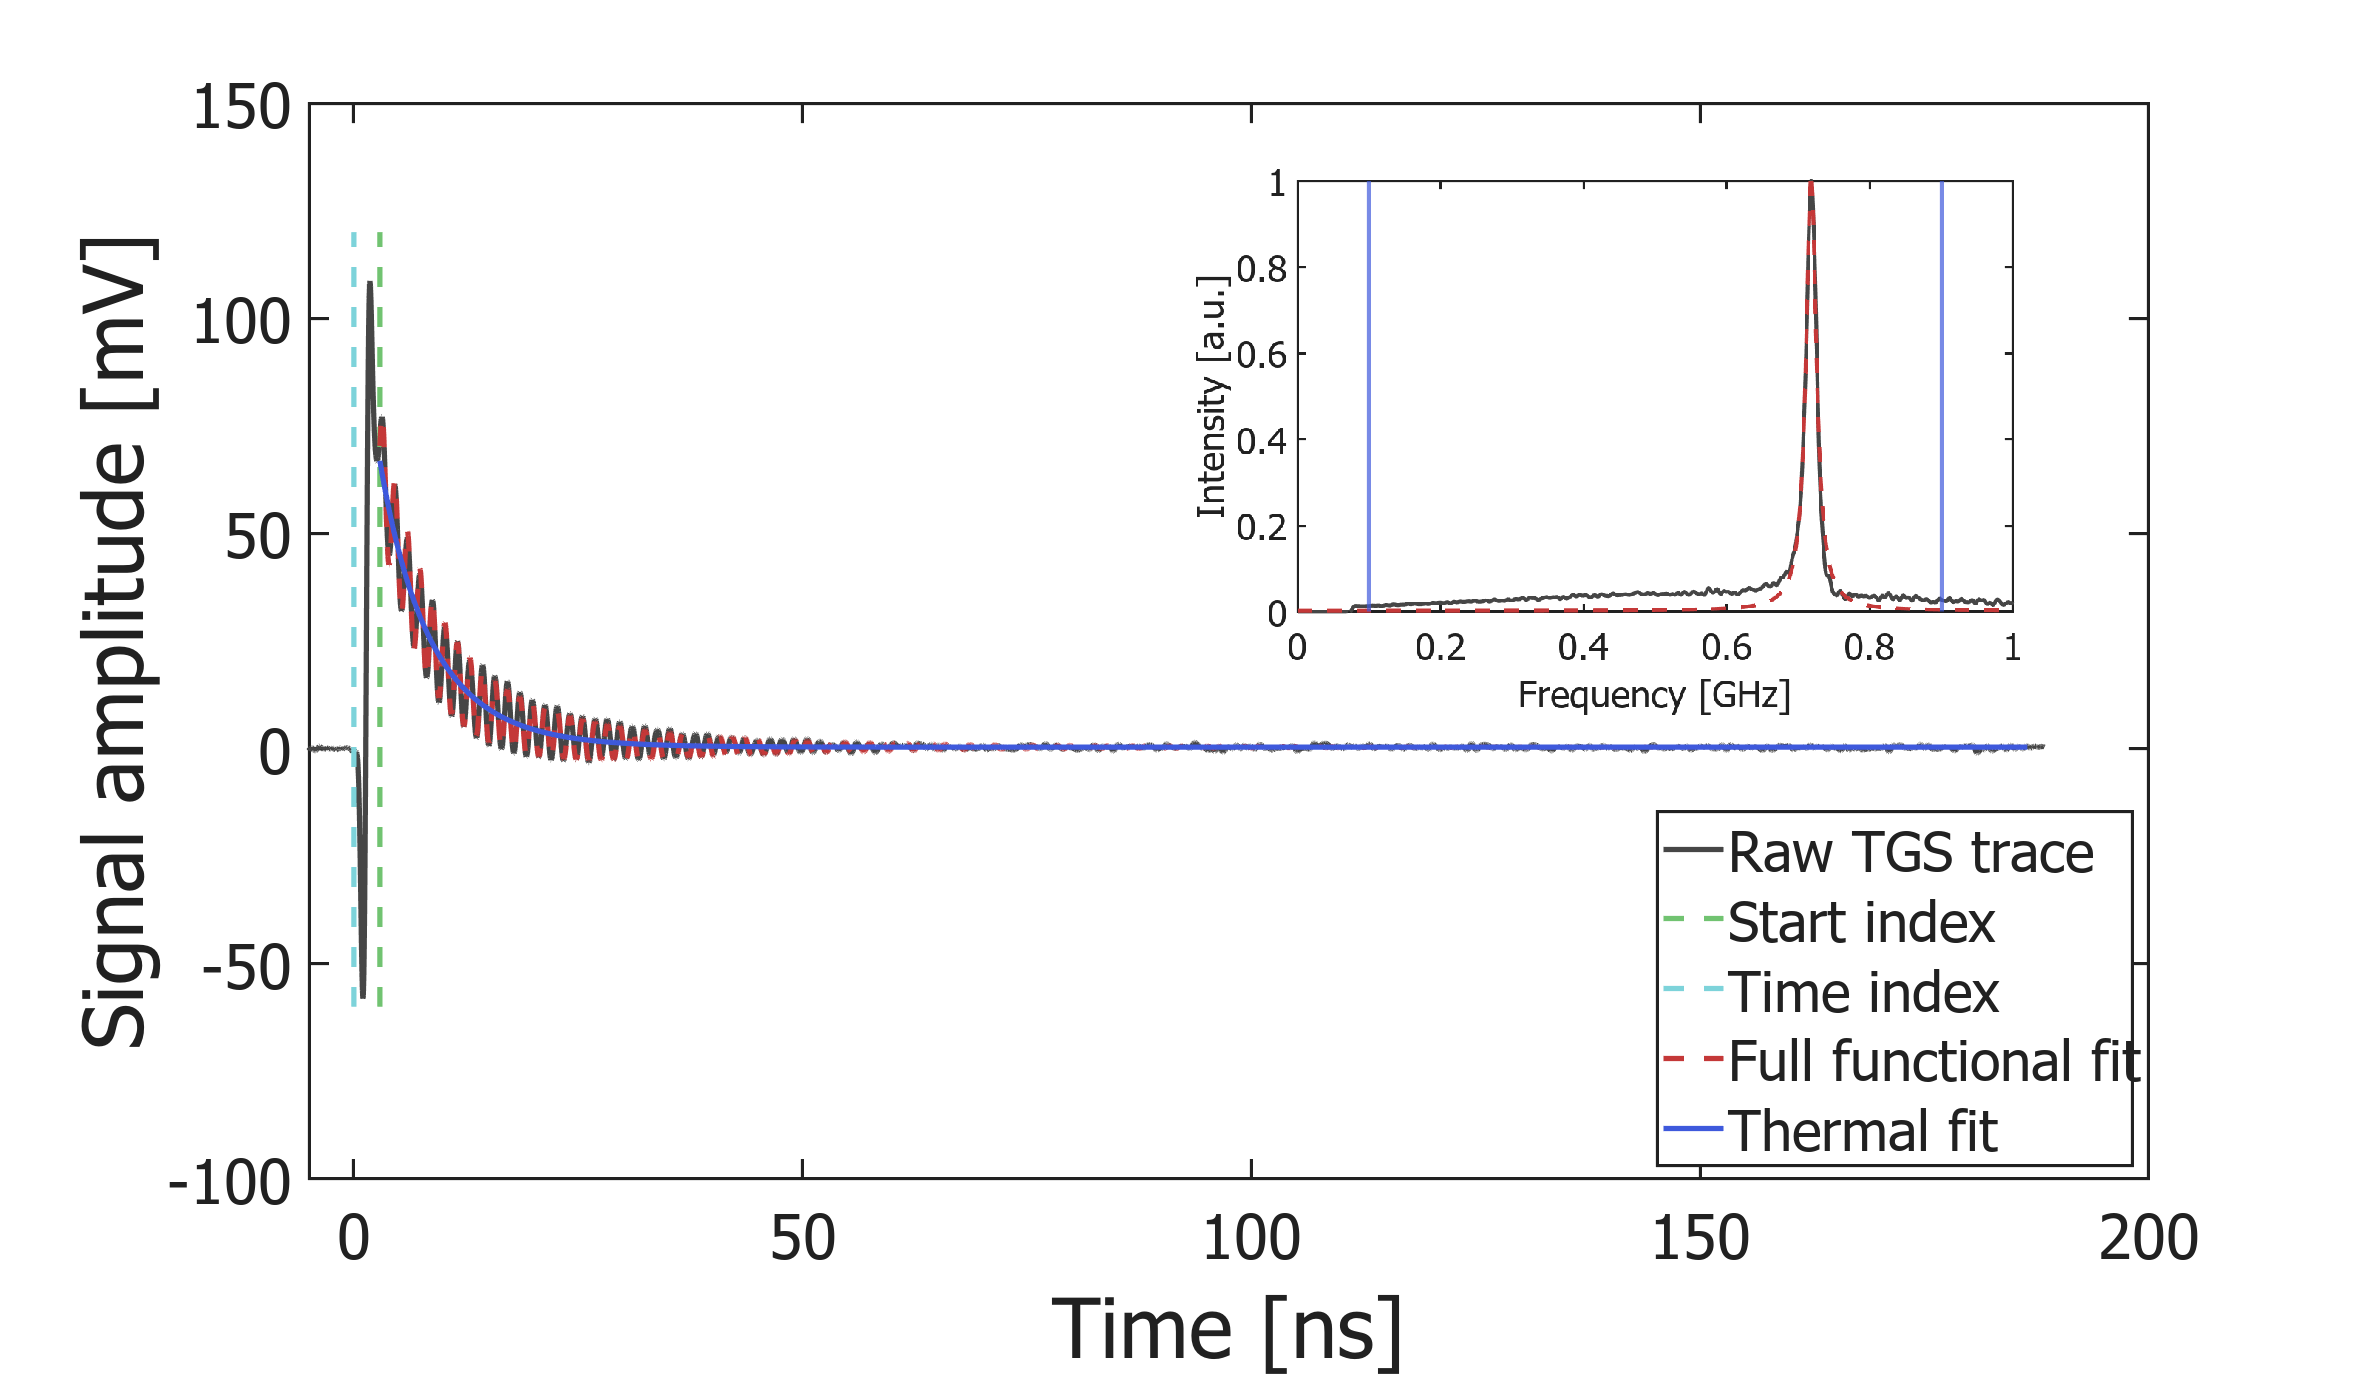 150
100
50
0
-50
-100
Signal amplitude [mV]
0
50
100
150
200
Time [ns]
1
0.8
0.6
0.4
0.2
0
Intensity [a.u.]
0
0.2
0.4
0.6
0.8
1
Frequency [GHz]
Raw TGS trace
Start index
Time index
Full functional fit
Thermal fit